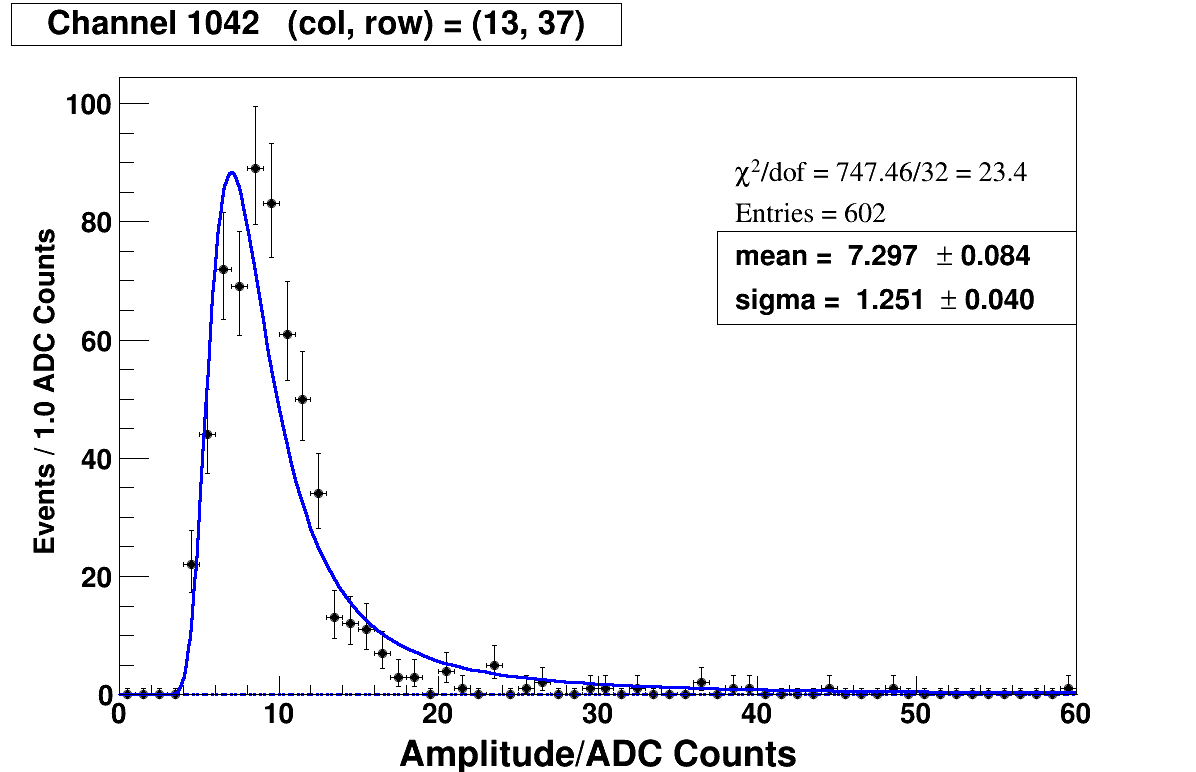 Channel 1042 (col, row) = (13, 37)
χ²/dof = 747.46/32 = 23.4
Entries = 602
mean = 7.297 ± 0.084
sigma = 1.251 ± 0.040
Events / 1.0 ADC Counts
100
80
60
40
20
0
0 10 20 30 40 50 60
Amplitude/ADC Counts